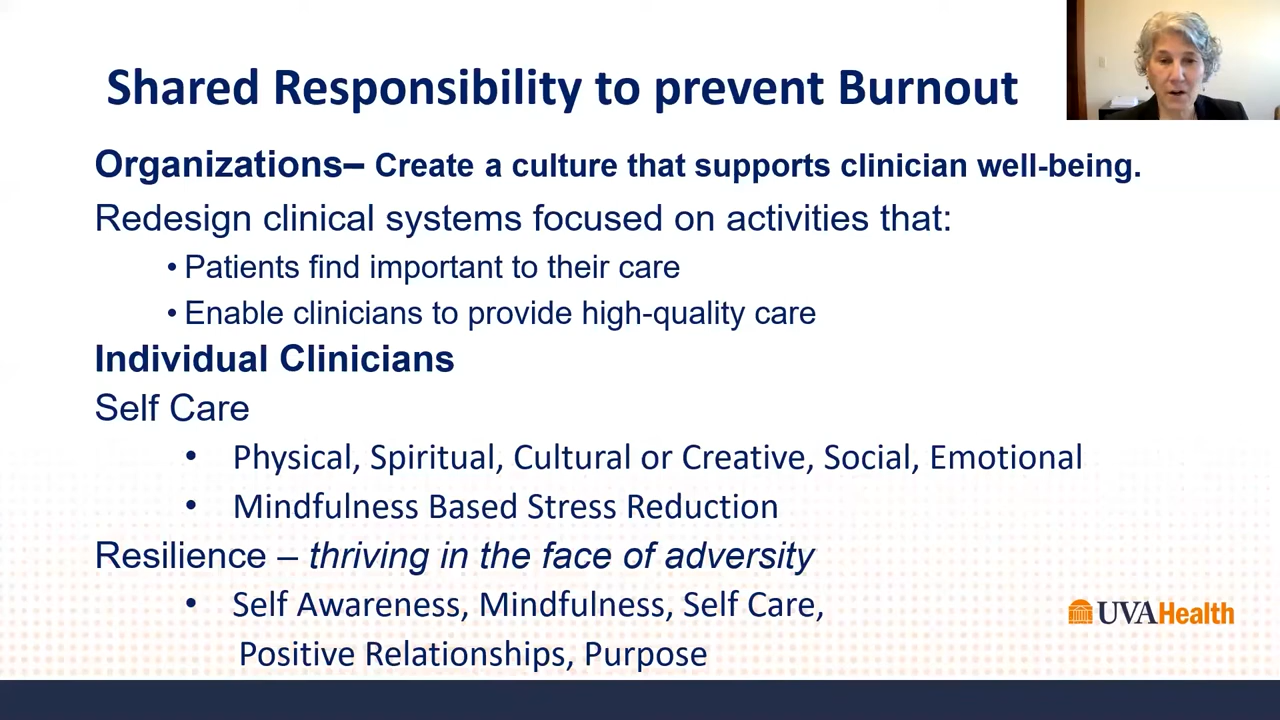 Shared Responsibility to prevent Burnout
Organizations– Create a culture that supports clinician well-being.
Redesign clinical systems focused on activities that:
• Patients find important to their care
• Enable clinicians to provide high-quality care
Individual Clinicians
Self Care
• Physical, Spiritual, Cultural or Creative, Social, Emotional
• Mindfulness Based Stress Reduction
Resilience – thriving in the face of adversity
• Self Awareness, Mindfulness, Self Care,
Positive Relationships, Purpose
UVAHealth